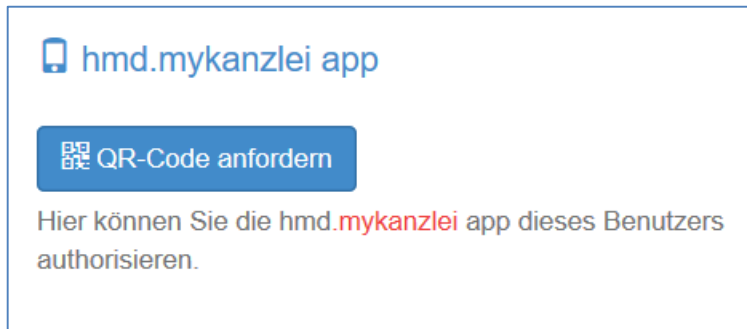 hmd.mykanzlei app
QR-Code anfordern
Hier können Sie die hmd.mykanzlei app dieses Benutzers
authorisieren.